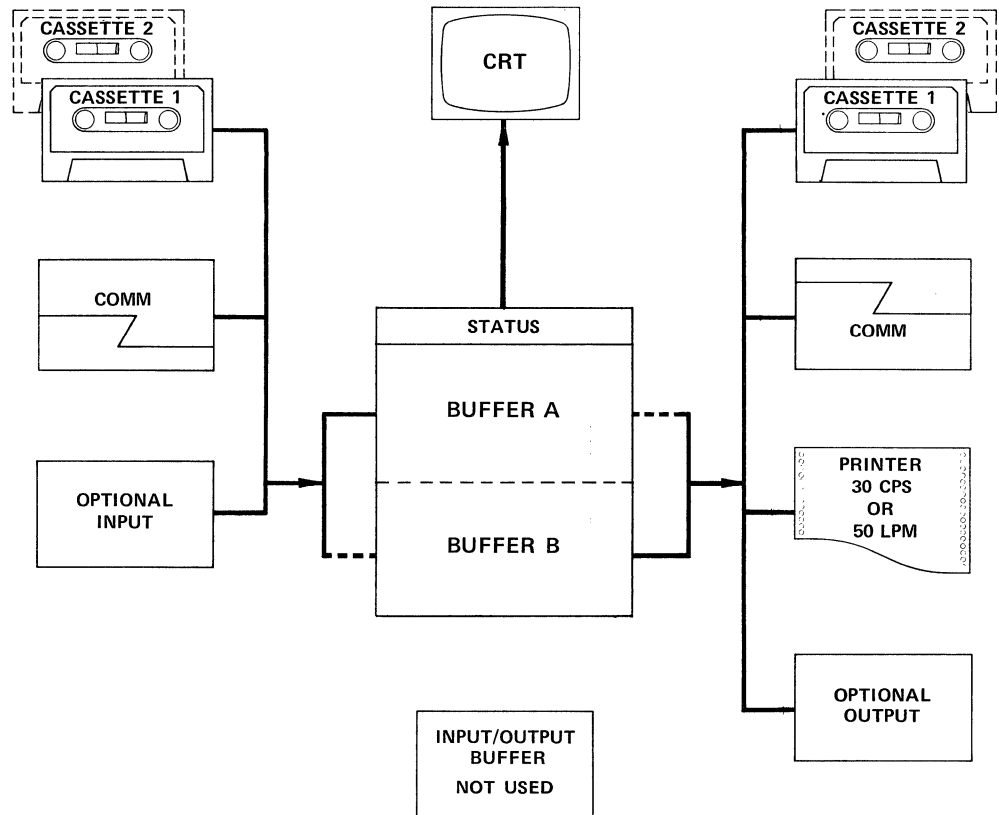 CASSETTE 2
CASSETTE 1
CRT
CASSETTE 2
CASSETTE 1
COMM
STATUS
COMM
BUFFER A
OPTIONAL
INPUT
BUFFER B
PRINTER
30 CPS
OR
50 LPM
OPTIONAL
OUTPUT
INPUT/OUTPUT
BUFFER
NOT USED